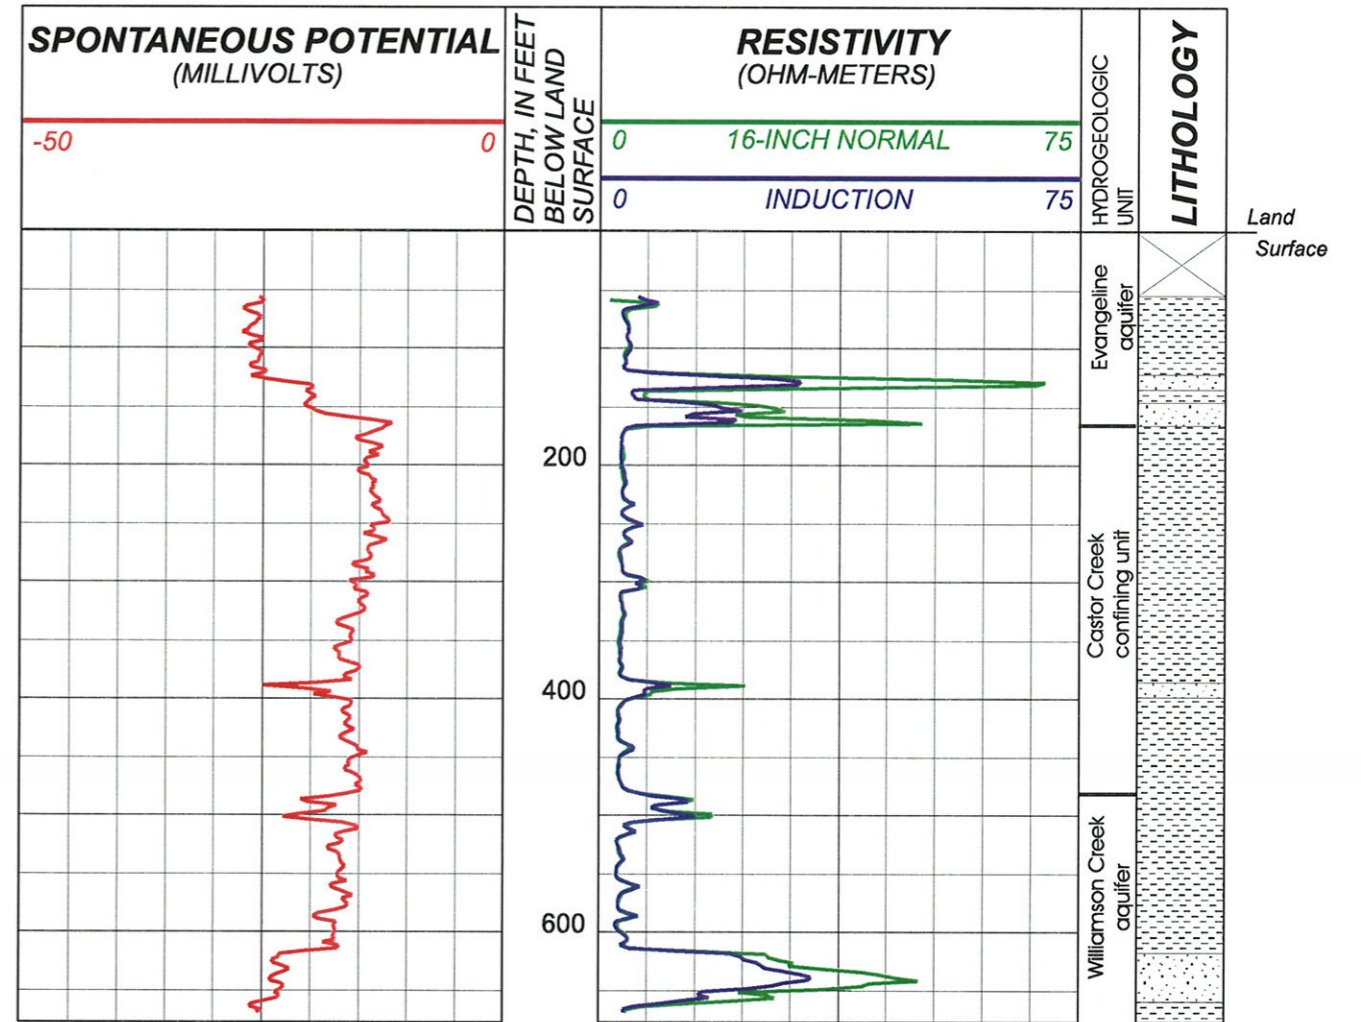 SPONTANEOUS POTENTIAL
(MILLIVOLTS)
-50 0
DEPTH, IN FEET
BELOW LAND
SURFACE
RESISTIVITY
(OHM-METERS)
0 16-INCH NORMAL 75
0 INDUCTION 75
HYDROGEOLOGIC
UNIT
LITHOLOGY
Land
Surface
Evangeline
aquifer
200
Castor Creek
confining unit
400
Williamson Creek
aquifer
600